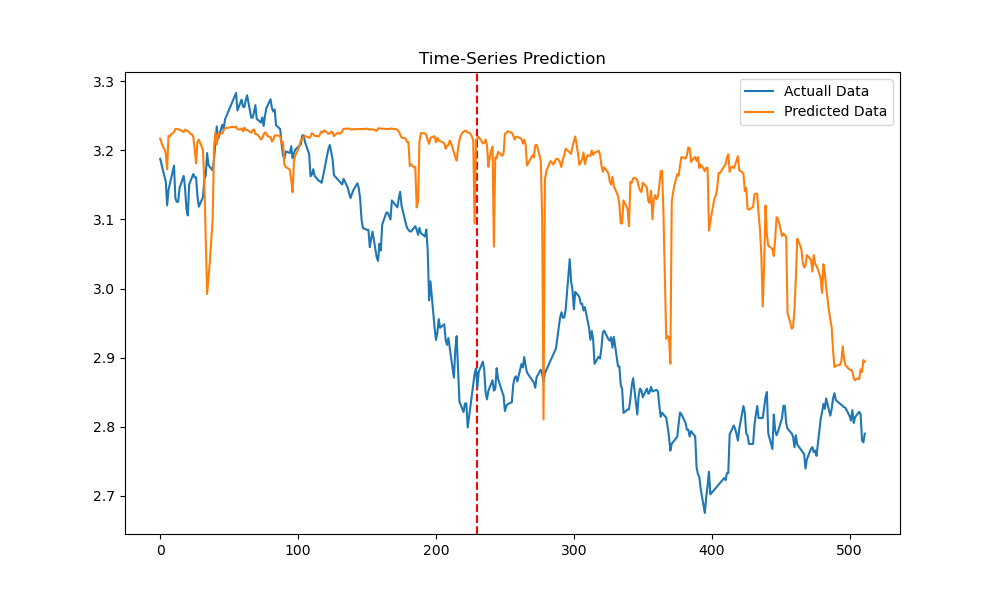 Time-Series Prediction
Actuall Data
Predicted Data
3.3
3.2
3.1
3.0
2.9
2.8
2.7
0 100 200 300 400 500